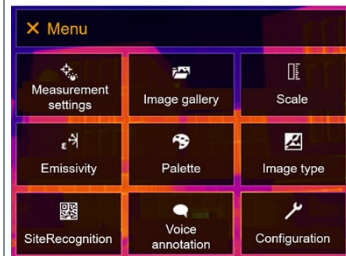 Menu
Measurement
settings
Image gallery
Scale
ε
Emissivity
Palette
Image type
SiteRecognition
Voice
annotation
Configuration